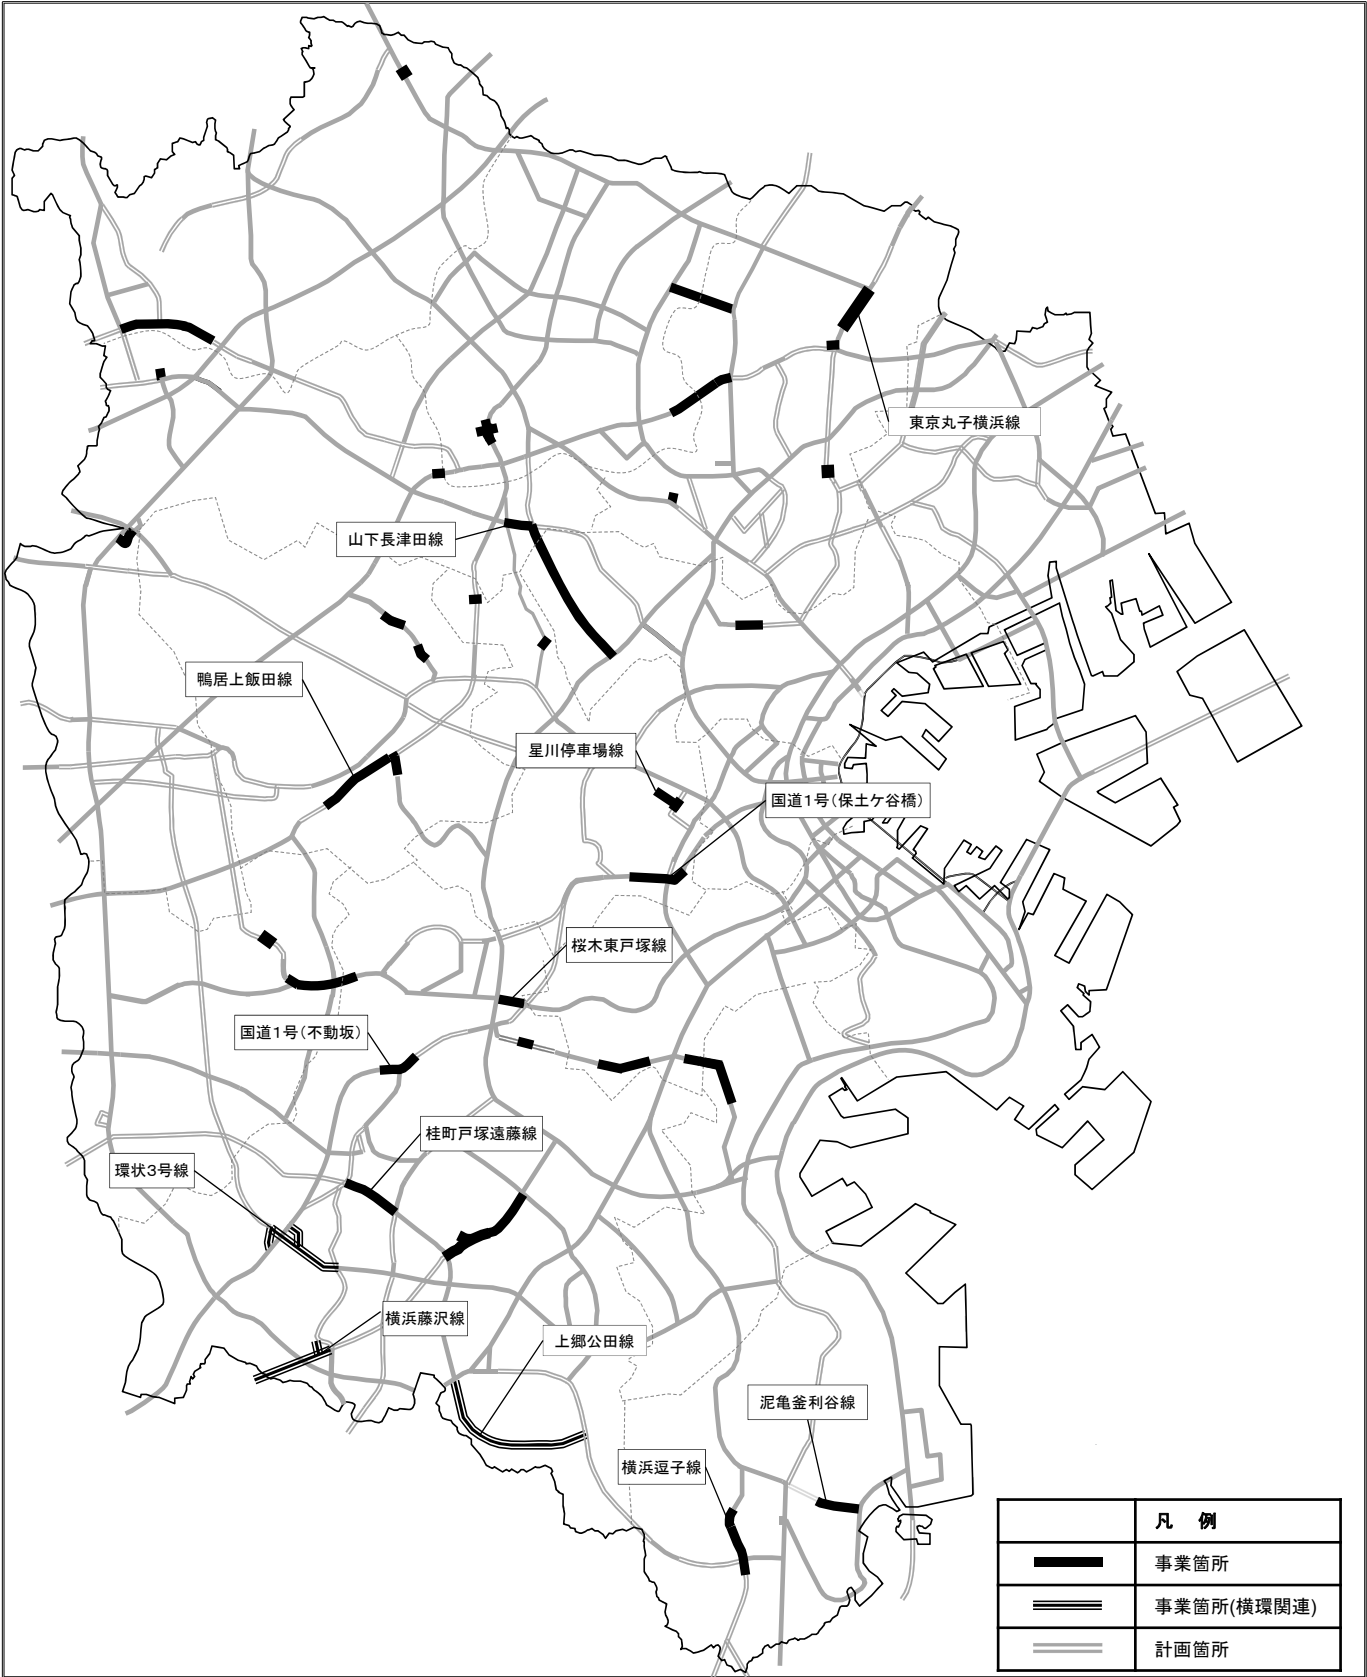 東京丸子横浜線
山下長津田線
鴨居上飯田線
星川停車場線
国道1号(保土ケ谷橋)
桜木東戸塚線
国道1号(不動坂)
桂町戸塚遠藤線
環状3号線
横浜藤沢線
上郷公田線
泥亀釜利谷線
横浜逗子線
凡 例
事業箇所
事業箇所(横環関連)
計画箇所